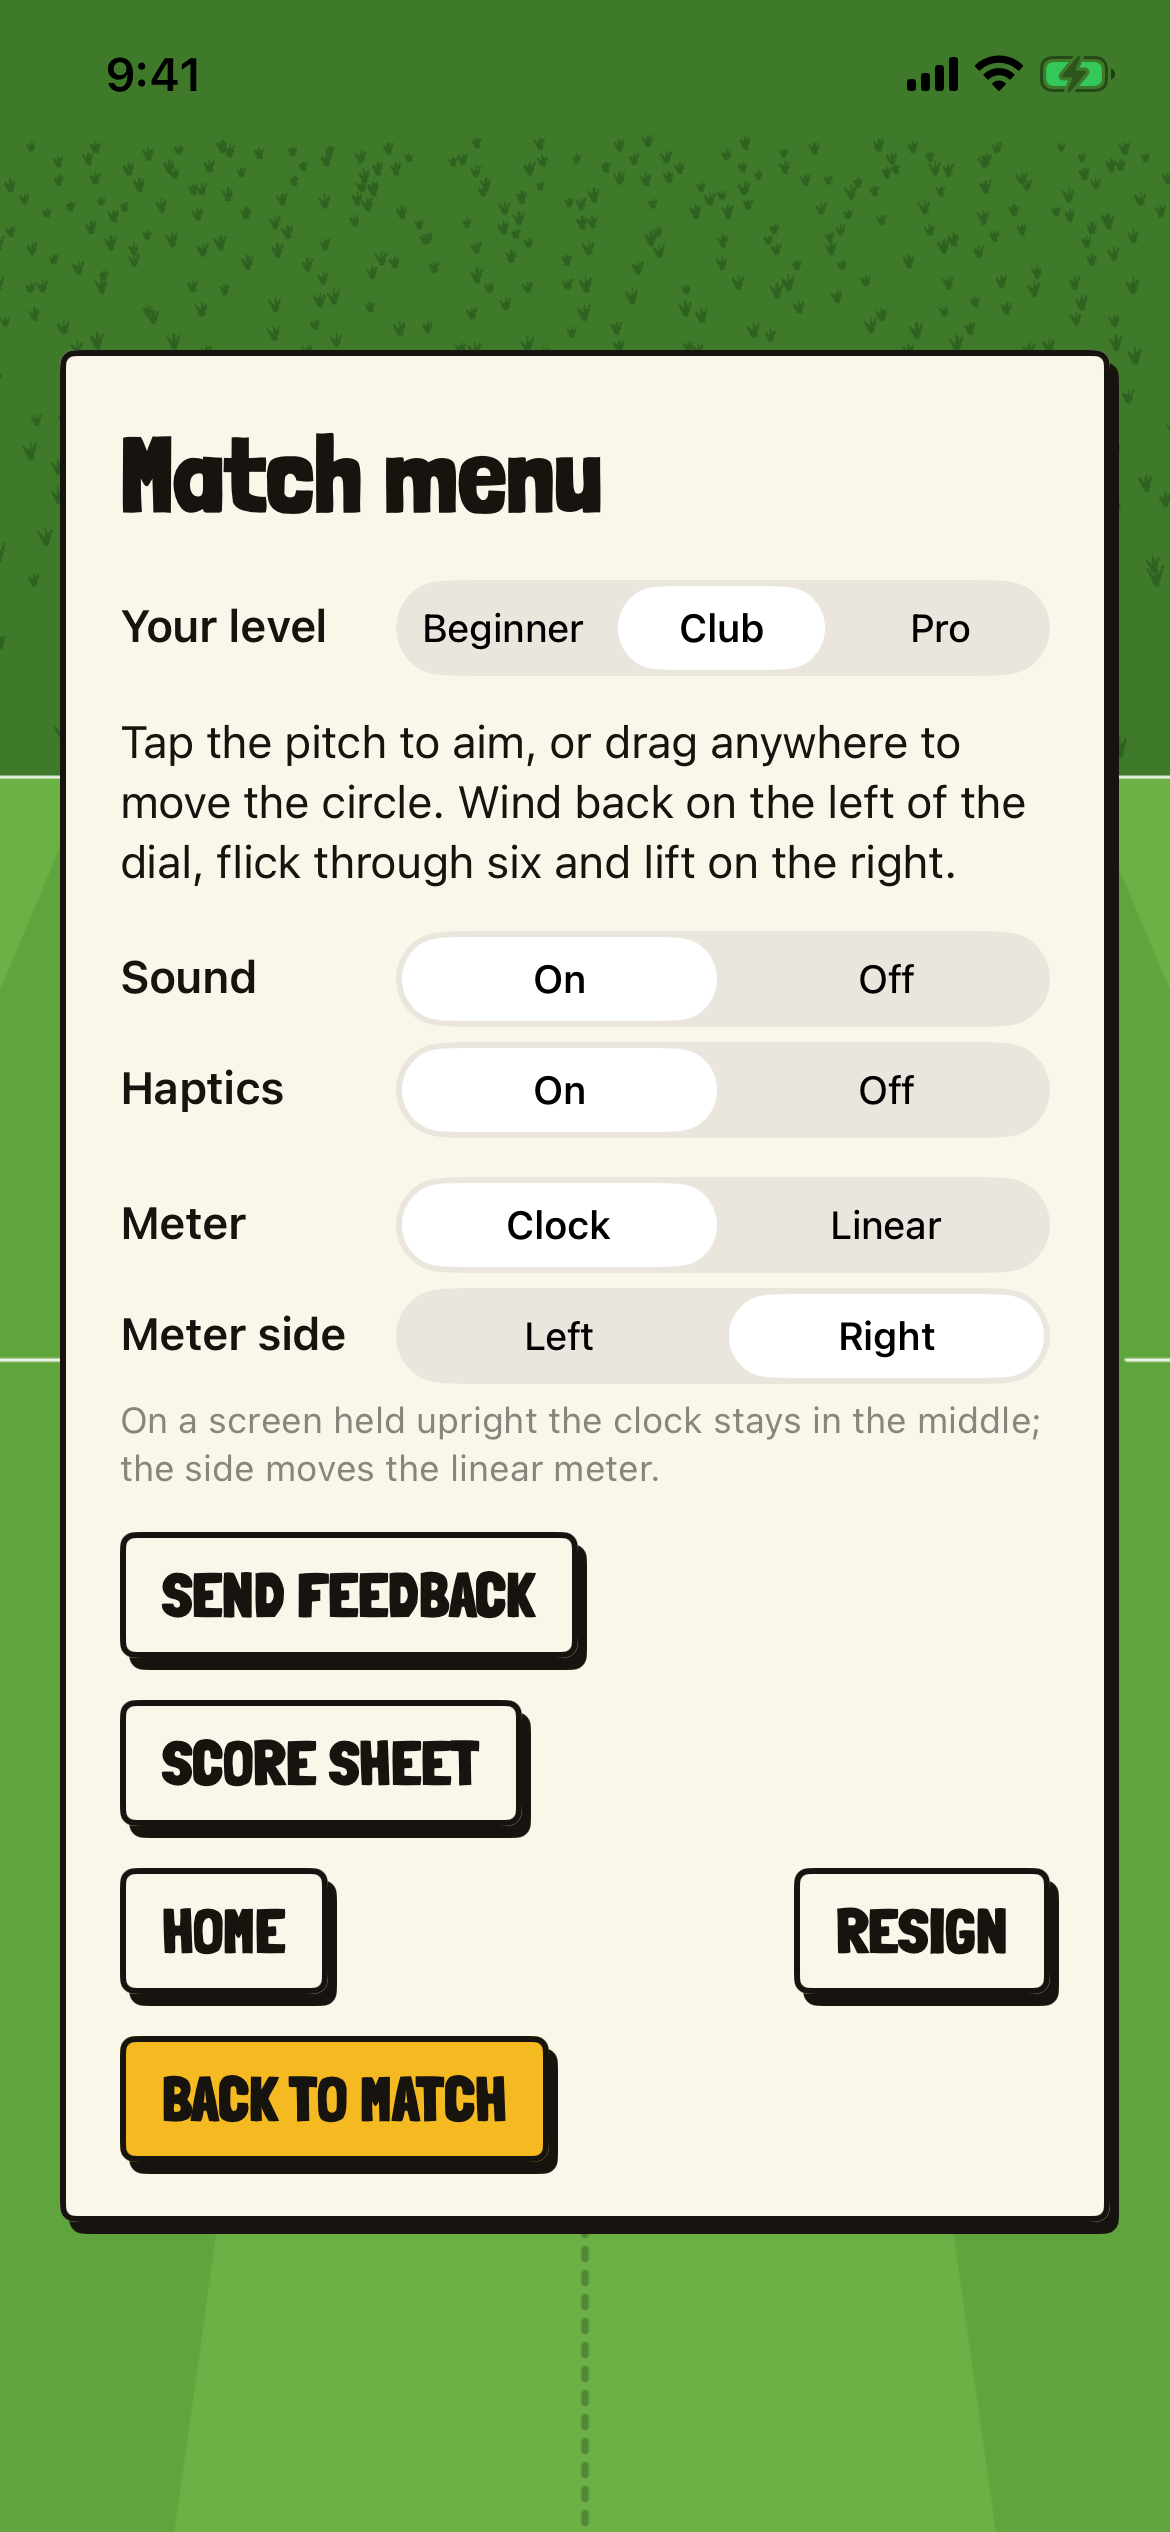 9:41
Match menu
Your level Beginner Club Pro
Tap the pitch to aim, or drag anywhere to
move the circle. Wind back on the left of the
dial, flick through six and lift on the right.
Sound On Off
Haptics On Off
Meter Clock Linear
Meter side Left Right
On a screen held upright the clock stays in the middle;
the side moves the linear meter.
SEND FEEDBACK
SCORE SHEET
HOME RESIGN
BACK TO MATCH